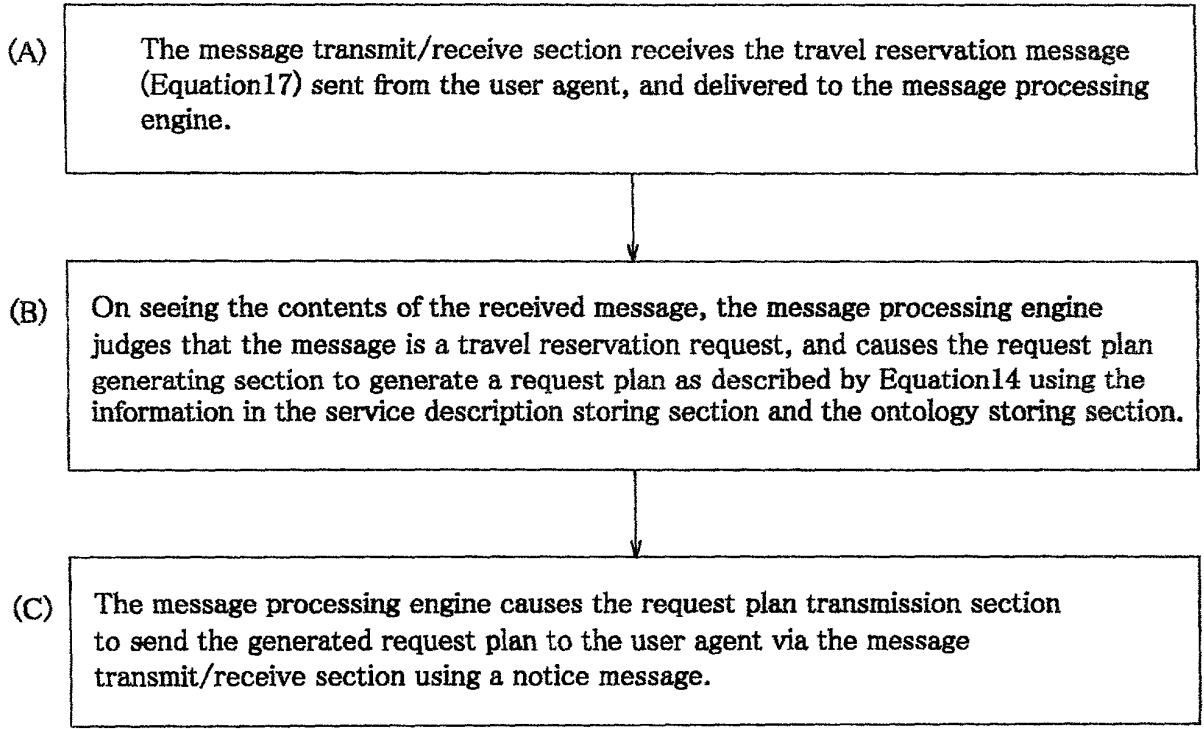 (A)
The message transmit/receive section receives the travel reservation message
(Equation17) sent from the user agent, and delivered to the message processing
engine.
(B)
On seeing the contents of the received message, the message processing engine
judges that the message is a travel reservation request, and causes the request plan
generating section to generate a request plan as described by Equation14 using the
information in the service description storing section and the ontology storing section.
(C)
The message processing engine causes the request plan transmission section
to send the generated request plan to the user agent via the message
transmit/receive section using a notice message.